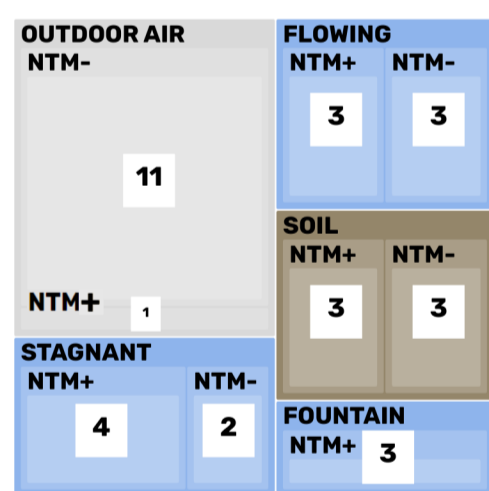 OUTDOOR AIR
NTM-
11
NTM+
1
FLOWING
NTM+ NTM-
3 3
SOIL
NTM+ NTM-
3 3
STAGNANT
NTM+ NTM-
4 2
FOUNTAIN
NTM+
3